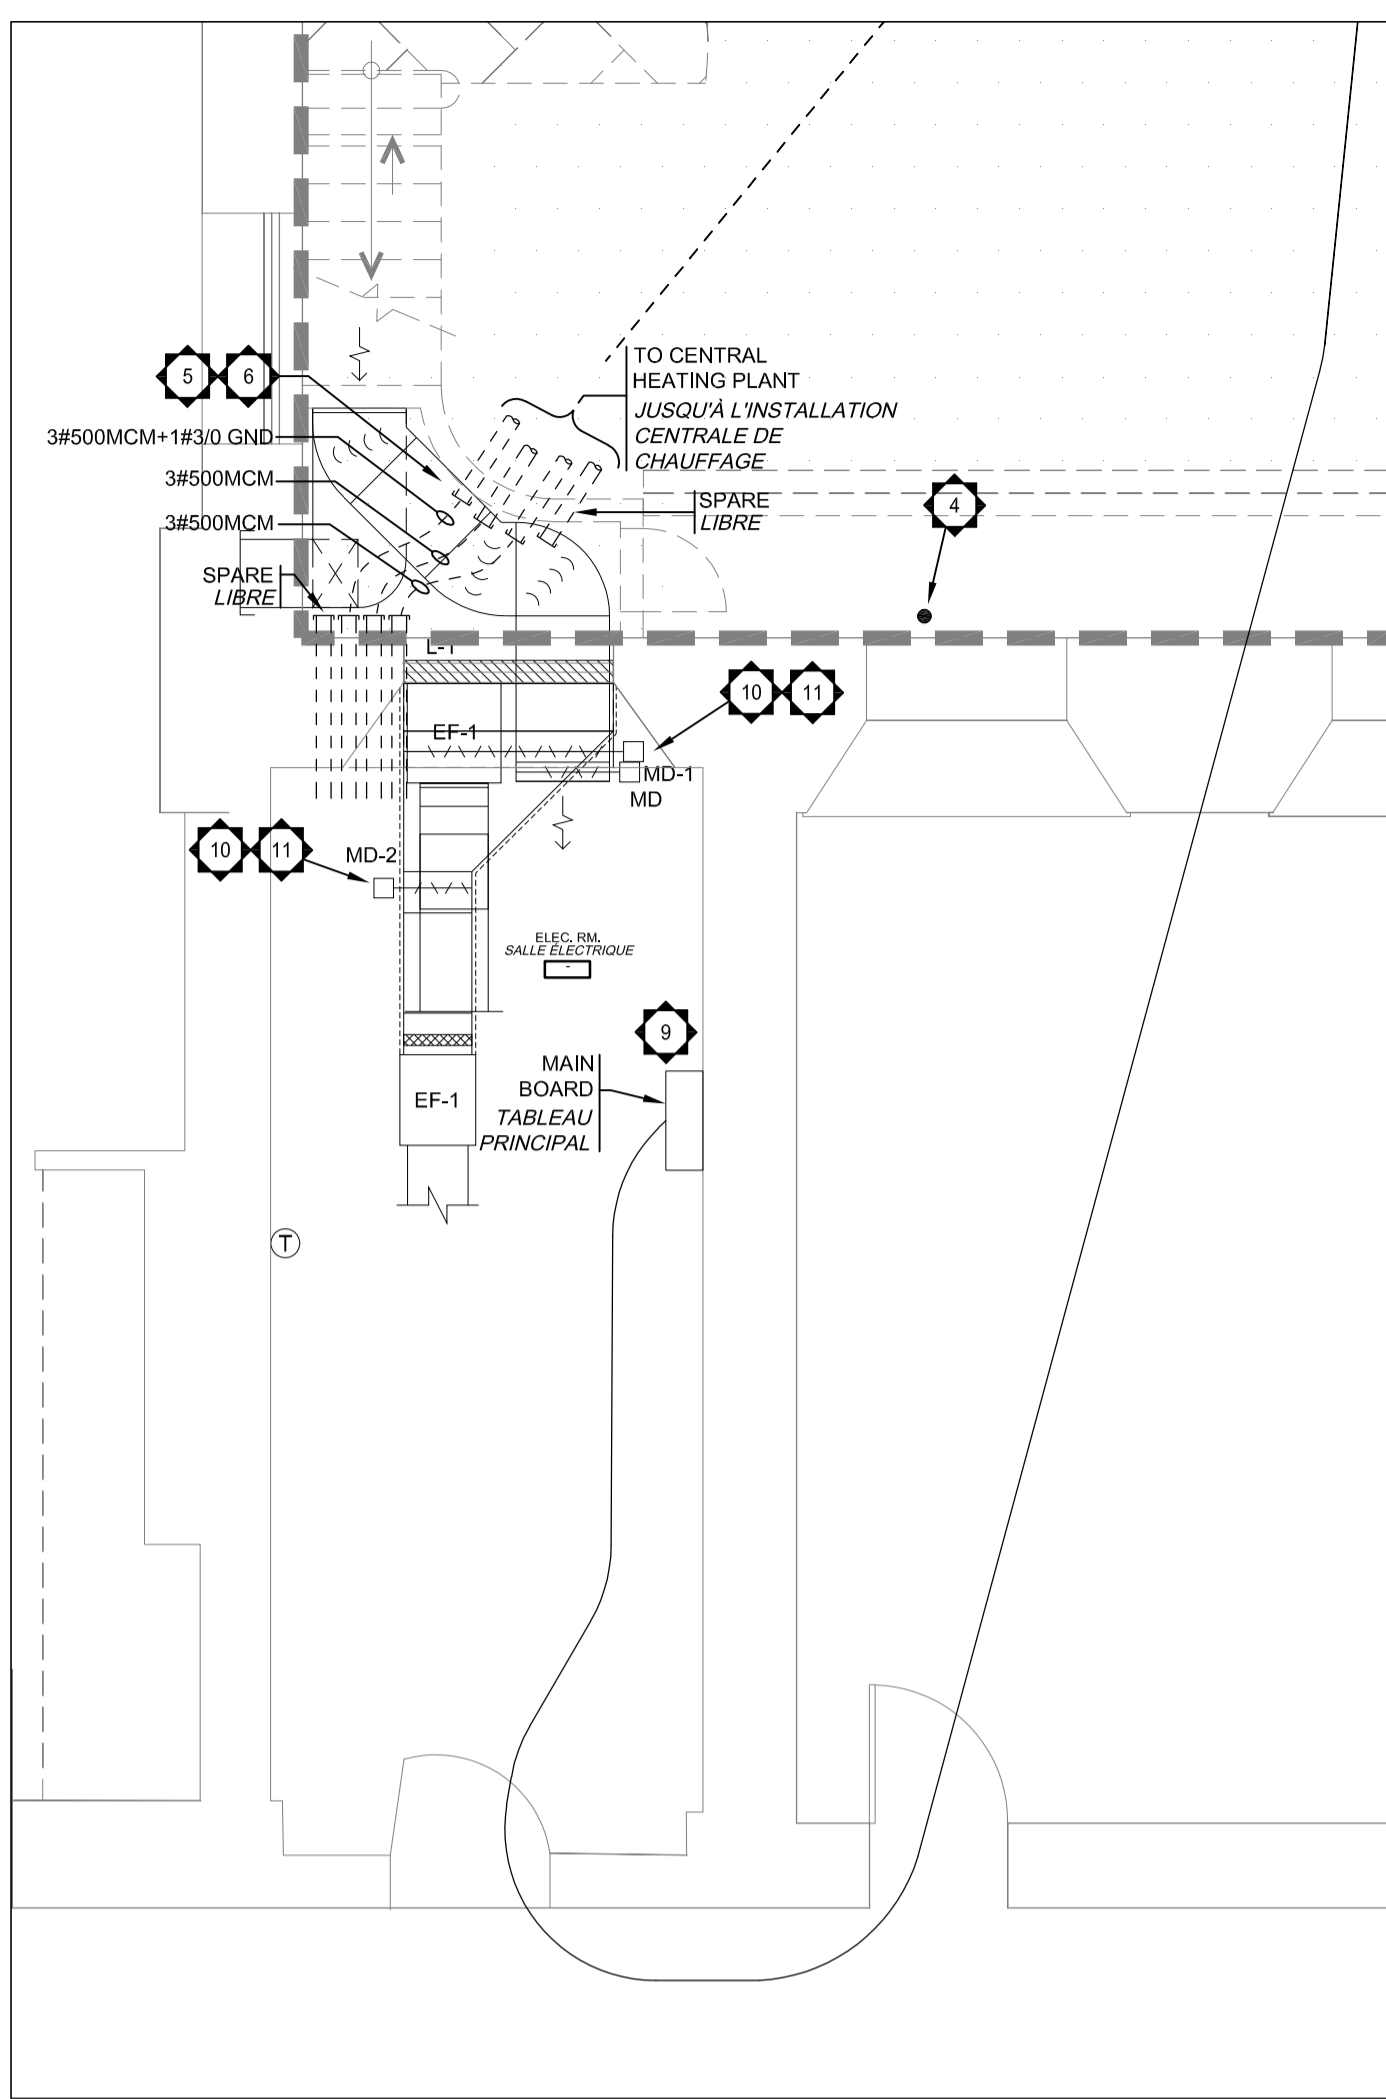 TO CENTRAL
HEATING PLANT
JUSQU'À L'INSTALLATION
CENTRALE DE
CHAUFFAGE
5
6
3#500MCM+1#3/0 GND
3#500MCM
3#500MCM
SPARE
LIBRE
4
SPARE
LIBRE
L-1
10
11
EF-1
MD-1
MD
10
11
MD-2
ELEC. RM.
SALLE ÉLECTRIQUE
-
9
MAIN
BOARD
TABLEAU
PRINCIPAL
EF-1
T